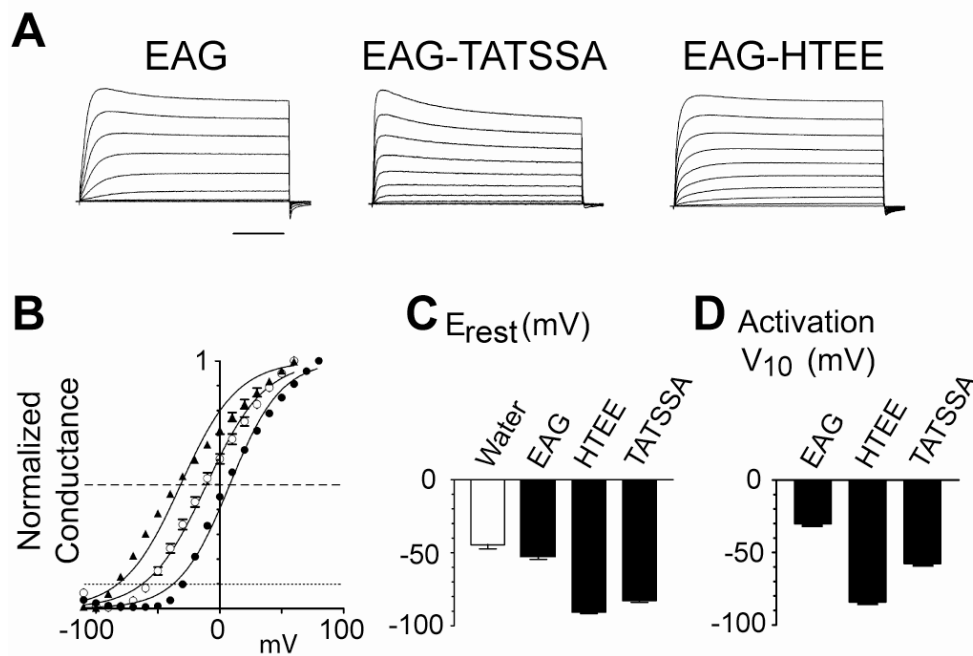 A
EAG
EAG-TATSSA
EAG-HTEE
B
Normalized
Conductance
1
-100
0
100
mV
C
Erest (mV)
Water
EAG
HTEE
TATSSA
0
-50
-100
D
Activation
V10 (mV)
EAG
HTEE
TATSSA
0
-50
-100